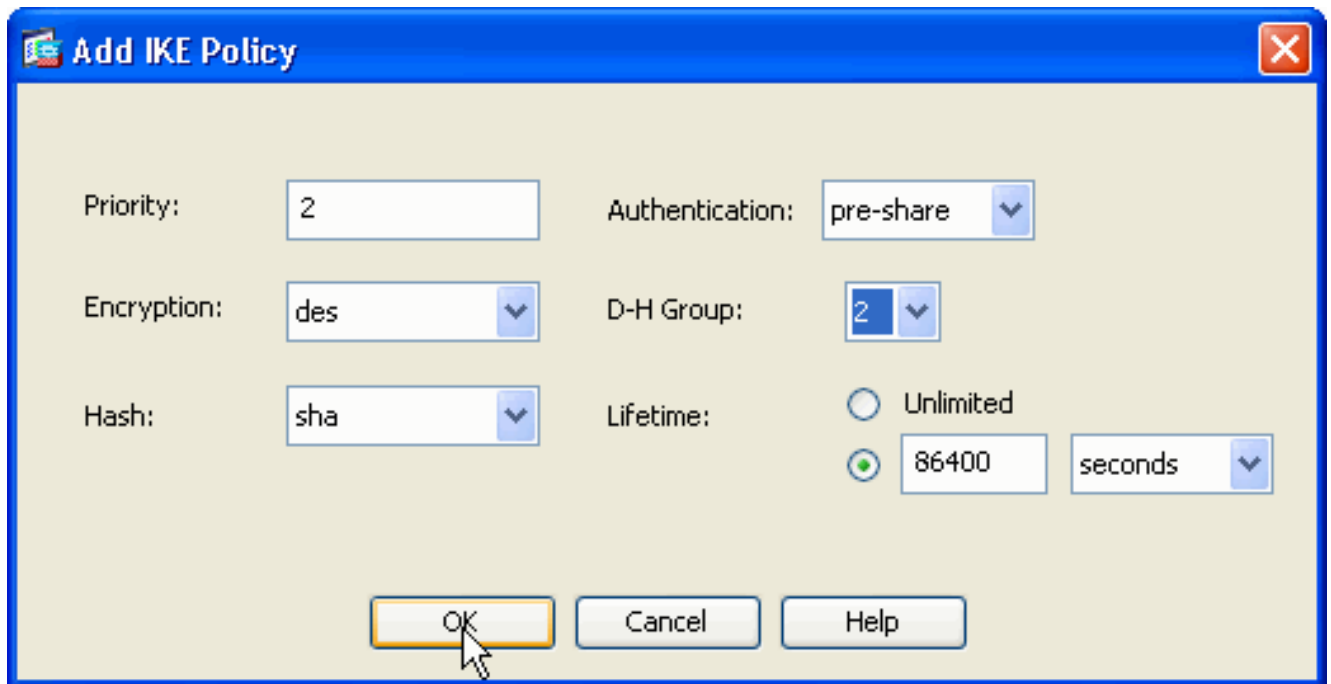 Add IKE Policy
Priority: 2 Authentication: pre-share
Encryption: des D-H Group: 2
Hash: sha Lifetime: Unlimited
86400 seconds
OK Cancel Help